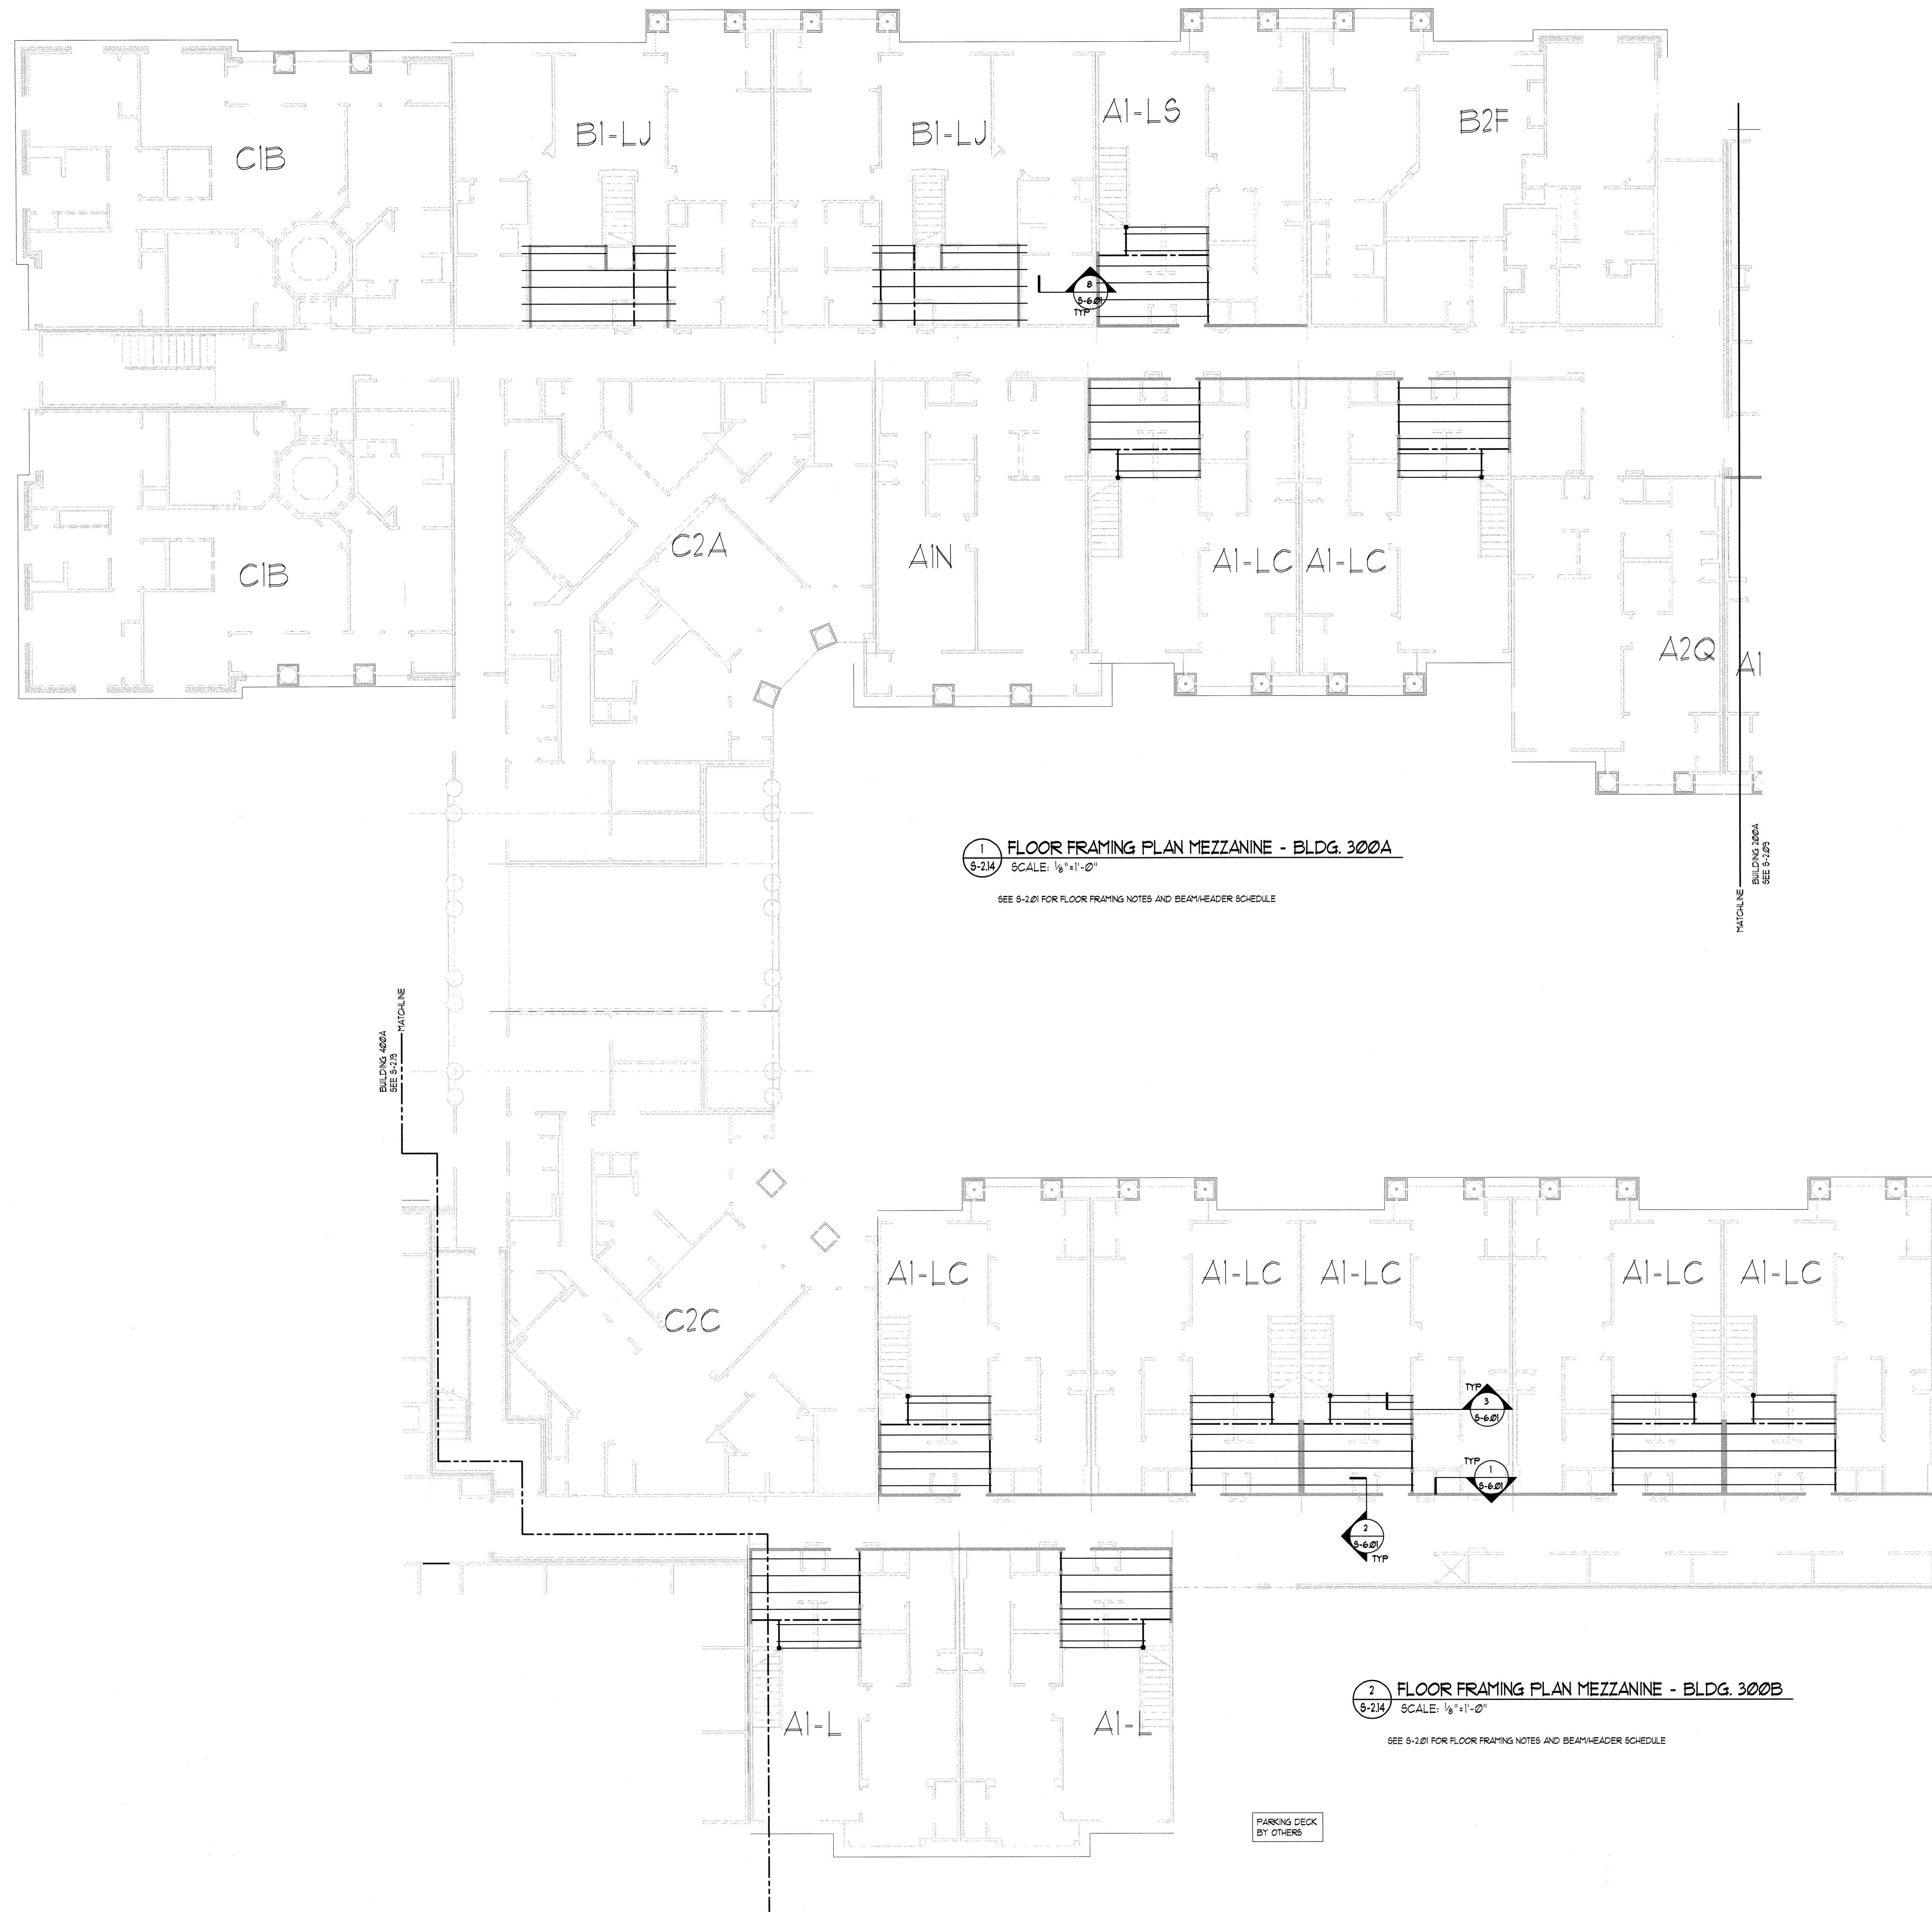 C1B
B1-LJ
B1-LJ
A1-LS
B2F
8
S-6.01
TYP
C1B
C2A
A1N
A1-LC
A1-LC
A2Q
A1
1
S-2.14
FLOOR FRAMING PLAN MEZZANINE - BLDG. 300A
SCALE: 1/8"=1'-0"
SEE S-2.01 FOR FLOOR FRAMING NOTES AND BEAM/HEADER SCHEDULE
MATCHLINE
BUILDING 200A
SEE S-2.09
BUILDING 400A
SEE S-2.19
MATCHLINE
A1-LC
A1-LC
A1-LC
A1-LC
A1-LC
C2C
TYP
3
S-6.01
TYP
1
S-6.01
2
S-6.01
TYP
2
S-2.14
FLOOR FRAMING PLAN MEZZANINE - BLDG. 300B
SCALE: 1/8"=1'-0"
SEE S-2.01 FOR FLOOR FRAMING NOTES AND BEAM/HEADER SCHEDULE
A1-L
A1-L
PARKING DECK
BY OTHERS